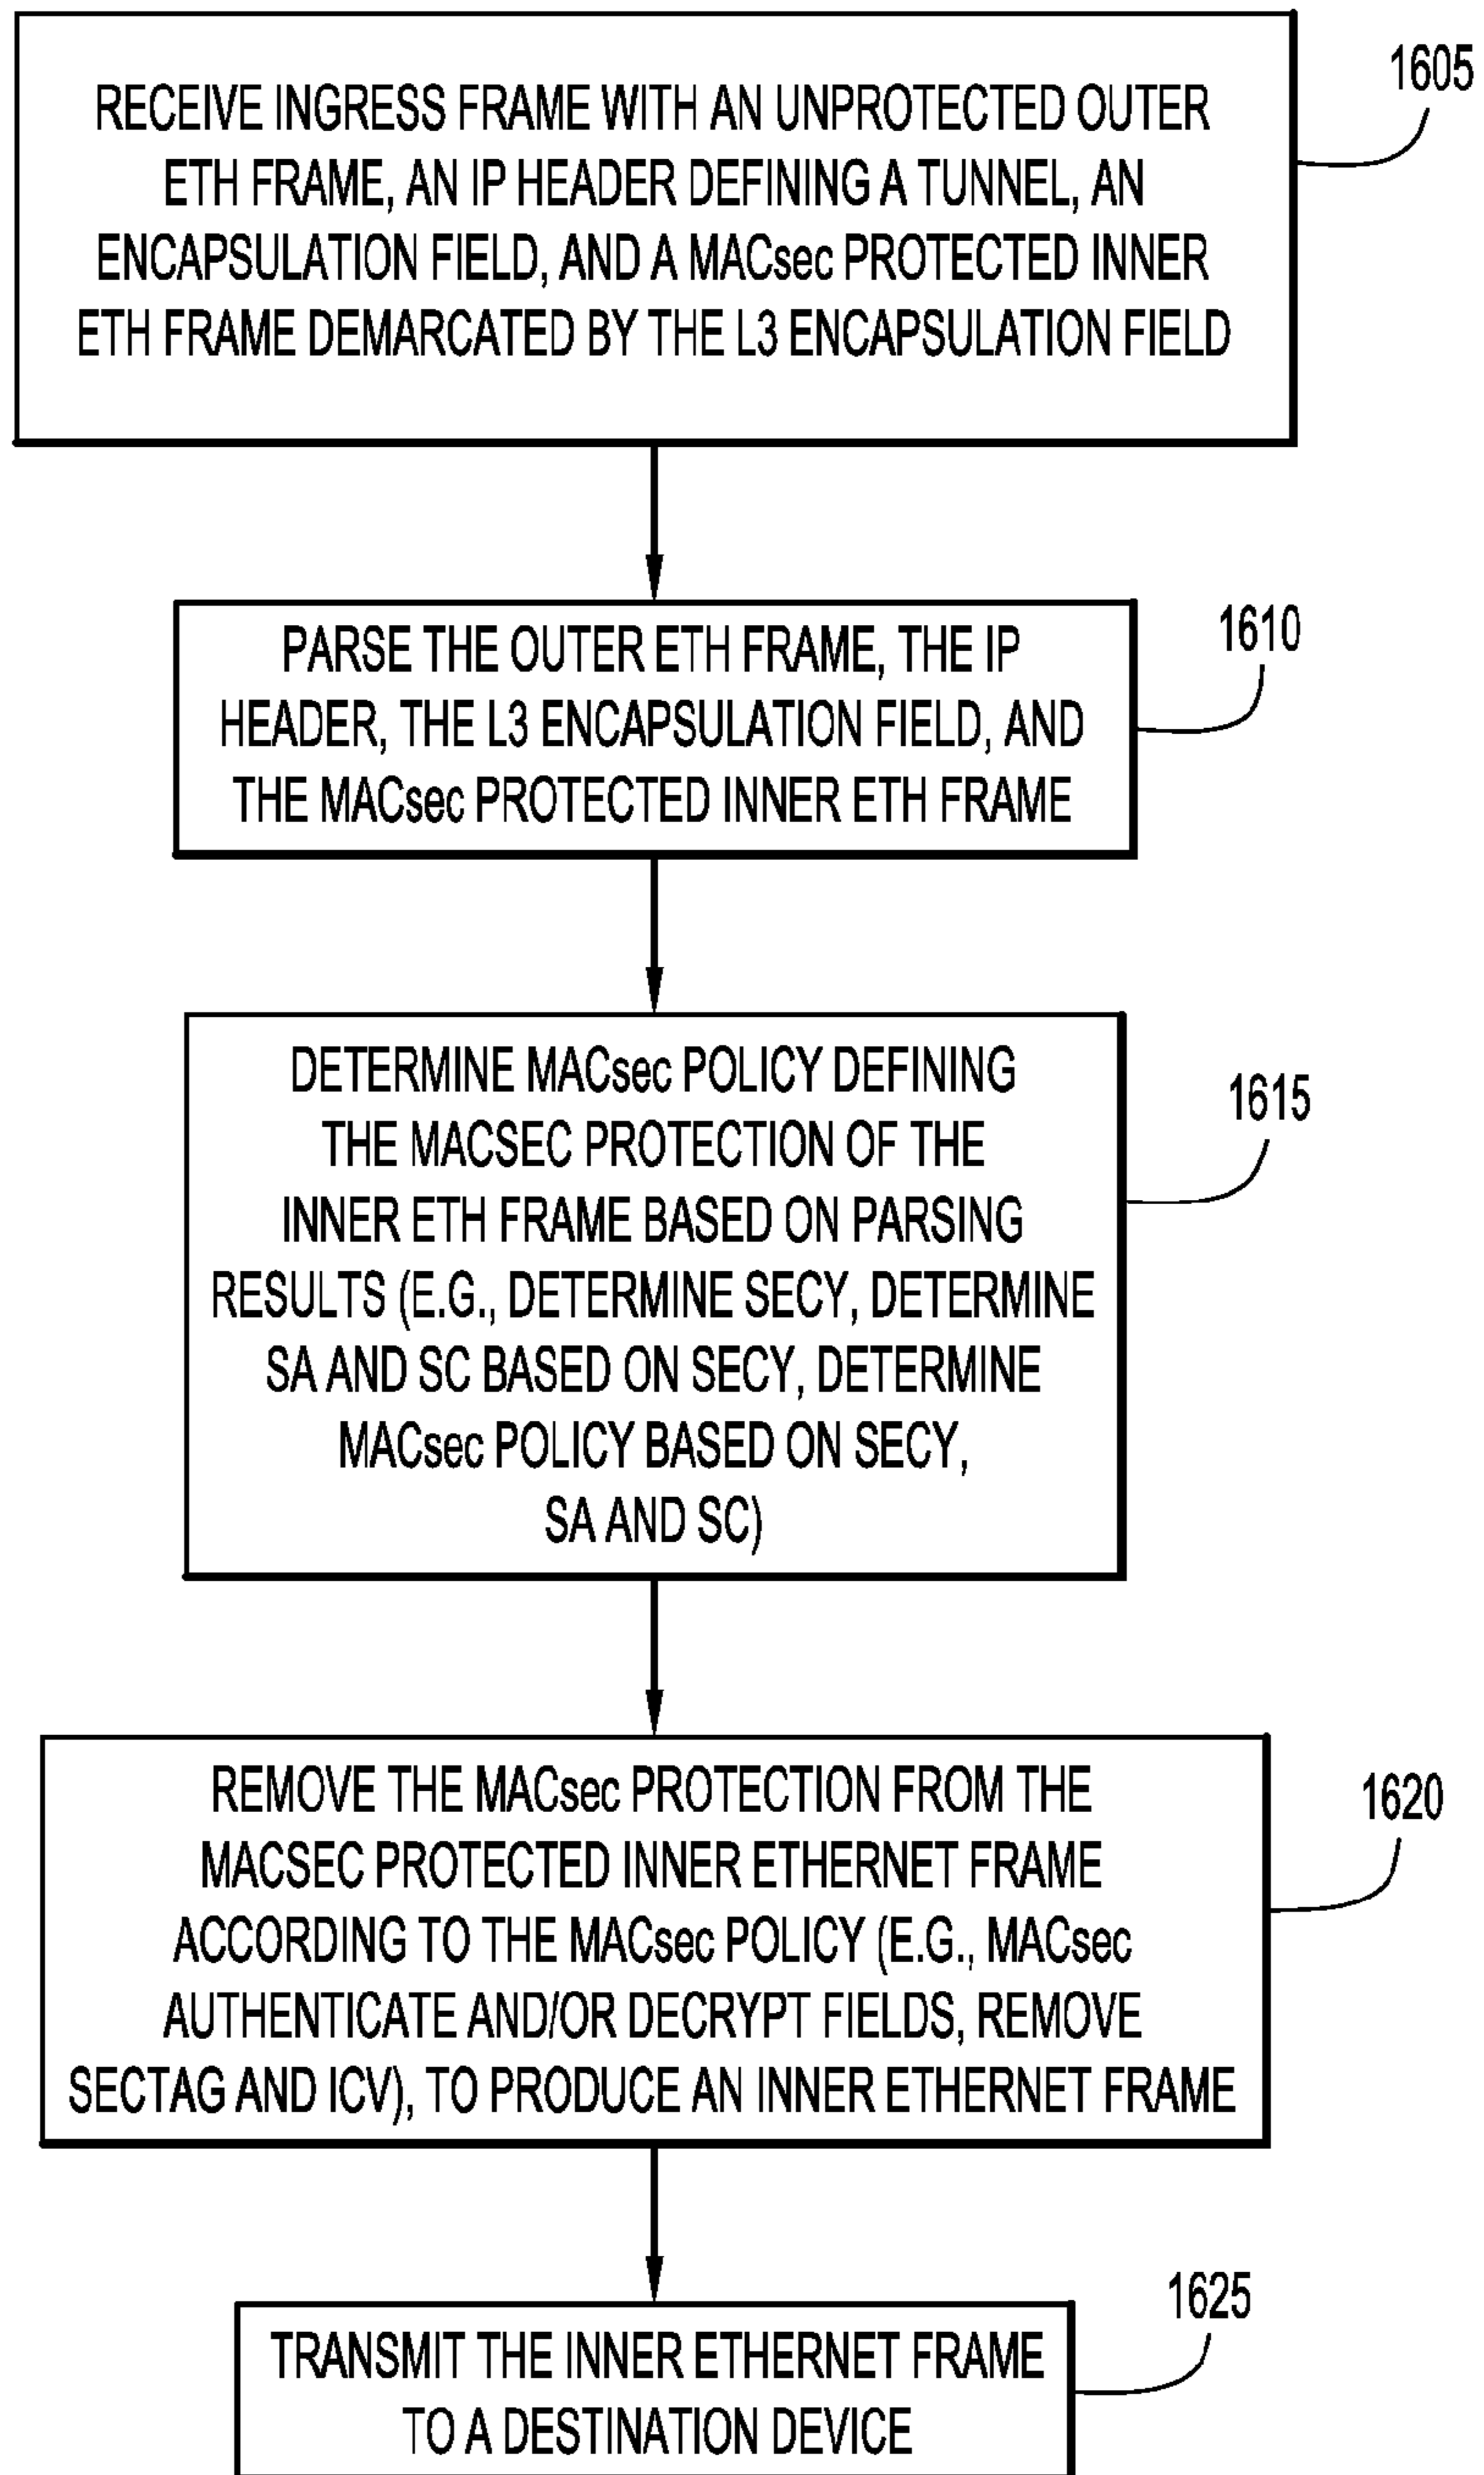 RECEIVE INGRESS FRAME WITH AN UNPROTECTED OUTER
ETH FRAME, AN IP HEADER DEFINING A TUNNEL, AN
ENCAPSULATION FIELD, AND A MACsec PROTECTED INNER
ETH FRAME DEMARCATED BY THE L3 ENCAPSULATION FIELD
1605
PARSE THE OUTER ETH FRAME, THE IP
HEADER, THE L3 ENCAPSULATION FIELD, AND
THE MACsec PROTECTED INNER ETH FRAME
1610
DETERMINE MACsec POLICY DEFINING
THE MACSEC PROTECTION OF THE
INNER ETH FRAME BASED ON PARSING
RESULTS (E.G., DETERMINE SECY, DETERMINE
SA AND SC BASED ON SECY, DETERMINE
MACsec POLICY BASED ON SECY,
SA AND SC)
1615
REMOVE THE MACsec PROTECTION FROM THE
MACSEC PROTECTED INNER ETHERNET FRAME
ACCORDING TO THE MACsec POLICY (E.G., MACsec
AUTHENTICATE AND/OR DECRYPT FIELDS, REMOVE
SECTAG AND ICV), TO PRODUCE AN INNER ETHERNET FRAME
1620
TRANSMIT THE INNER ETHERNET FRAME
TO A DESTINATION DEVICE
1625